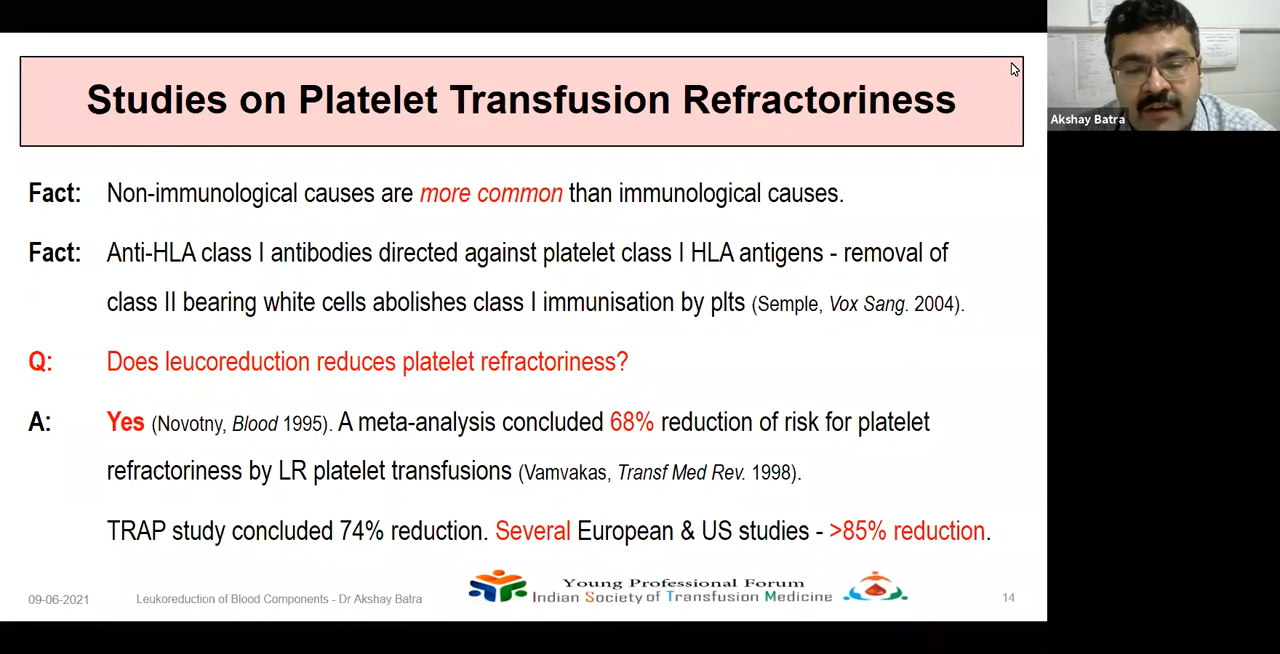 Studies on Platelet Transfusion Refractoriness
Akshay Batra
Fact: Non-immunological causes are more common than immunological causes.
Fact: Anti-HLA class I antibodies directed against platelet class I HLA antigens - removal of
class II bearing white cells abolishes class I immunisation by plts (Semple, Vox Sang. 2004).
Q: Does leucoreduction reduces platelet refractoriness?
A: Yes (Novotny, Blood 1995). A meta-analysis concluded 68% reduction of risk for platelet
refractoriness by LR platelet transfusions (Vamvakas, Transf Med Rev. 1998).
TRAP study concluded 74% reduction. Several European & US studies - >85% reduction.
Young Professional Forum
Indian Society of Transfusion Medicine
09-06-2021
Leukoreduction of Blood Components - Dr Akshay Batra
14